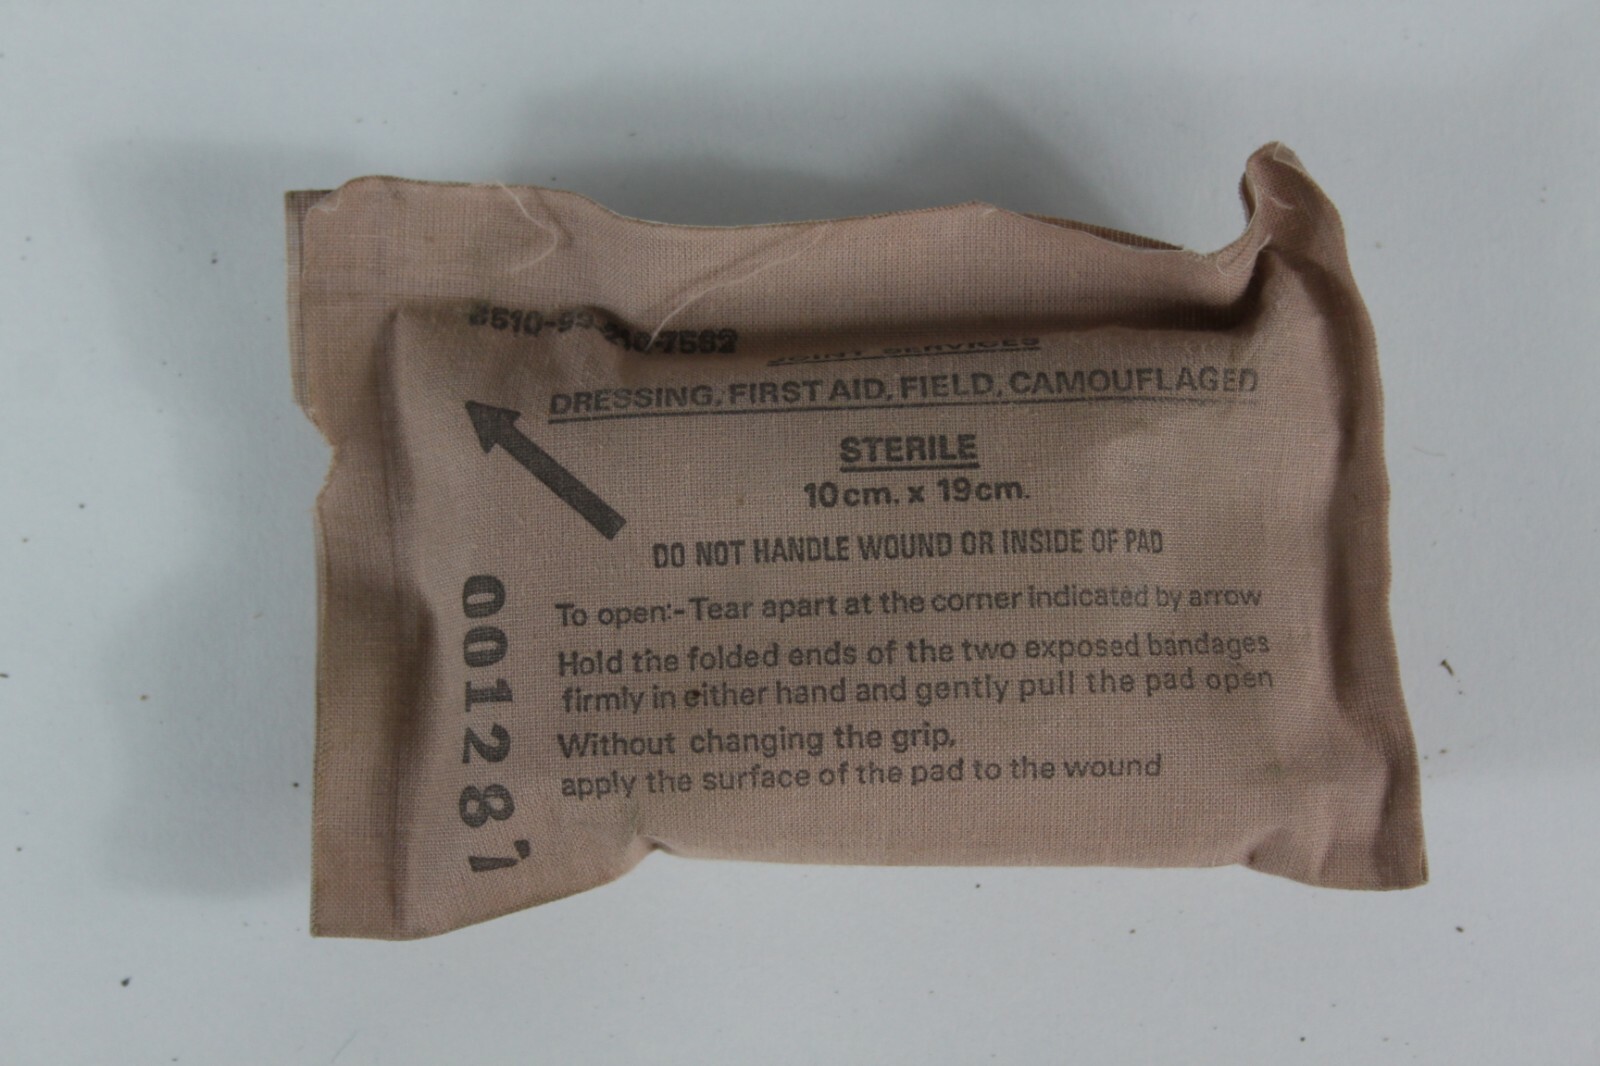 JOINT SERVICES
DRESSING, FIRST AID, FIELD, CAMOUFLAGED
STERILE
10cm. x 19cm.
DO NOT HANDLE WOUND OR INSIDE OF PAD
To open:- Tear apart at the corner indicated by arrow
Hold the folded ends of the two exposed bandages
firmly in either hand and gently pull the pad open
Without changing the grip,
apply the surface of the pad to the wound
001287